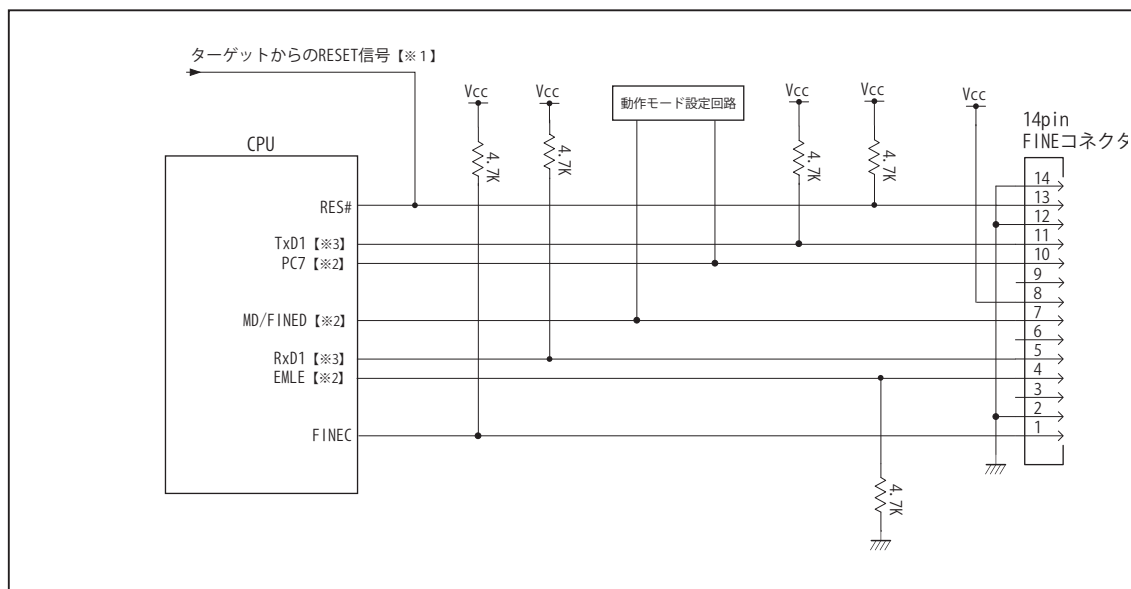 ターゲットからのRESET信号【※1】
Vcc
Vcc
動作モード設定回路
Vcc
Vcc
Vcc
14pin
FINEコネクタ
CPU
4.7K
4.7K
4.7K
4.7K
RES#
TxD1【※3】
PC7【※2】
MD/FINED【※2】
RxD1【※3】
EMLE【※2】
FINEC
14
13
12
11
10
9
8
7
6
5
4
3
2
1
4.7K